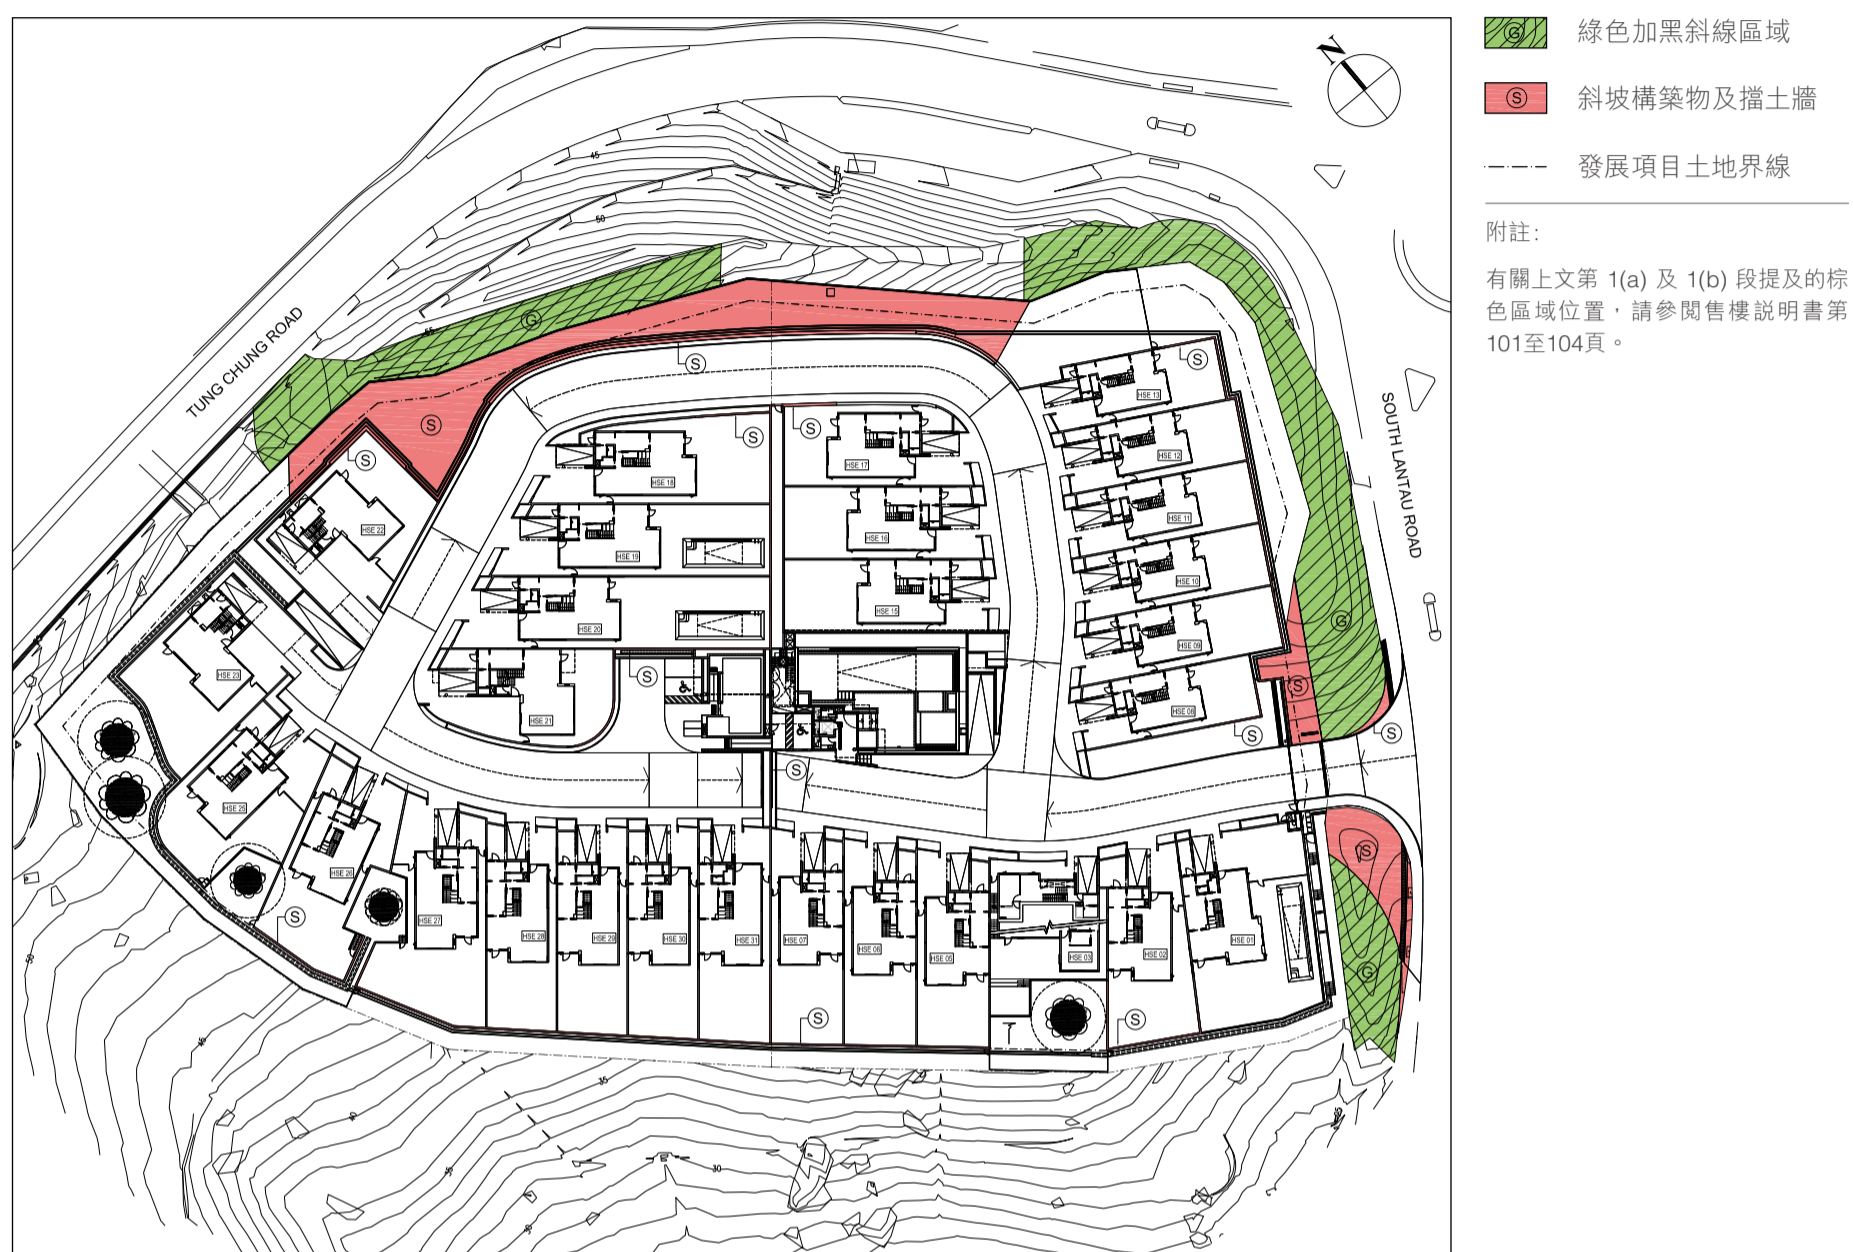 N
綠色加黑斜線區域
G
斜坡構築物及擋土牆
S
發展項目土地界線
附註:
有關上文第 1(a) 及 1(b) 段提及的棕
色區域位置,請參閱售樓說明書第
101至104頁。
TUNG CHUNG ROAD
SOUTH LANTAU ROAD
45
50
55
G
S
S
S
S
S
S
HSE 13
HSE 12
HSE 11
HSE 10
HSE 09
HSE 08
HSE 17
HSE 16
HSE 15
HSE 18
HSE 19
HSE 20
HSE 21
HSE 22
HSE 23
HSE 25
HSE 26
HSE 27
HSE 28
HSE 29
HSE 30
HSE 31
HSE 07
HSE 06
HSE 05
HSE 03
HSE 02
HSE 01
G
S
S
S
S
S
S
G
S
S
S
35
40
30